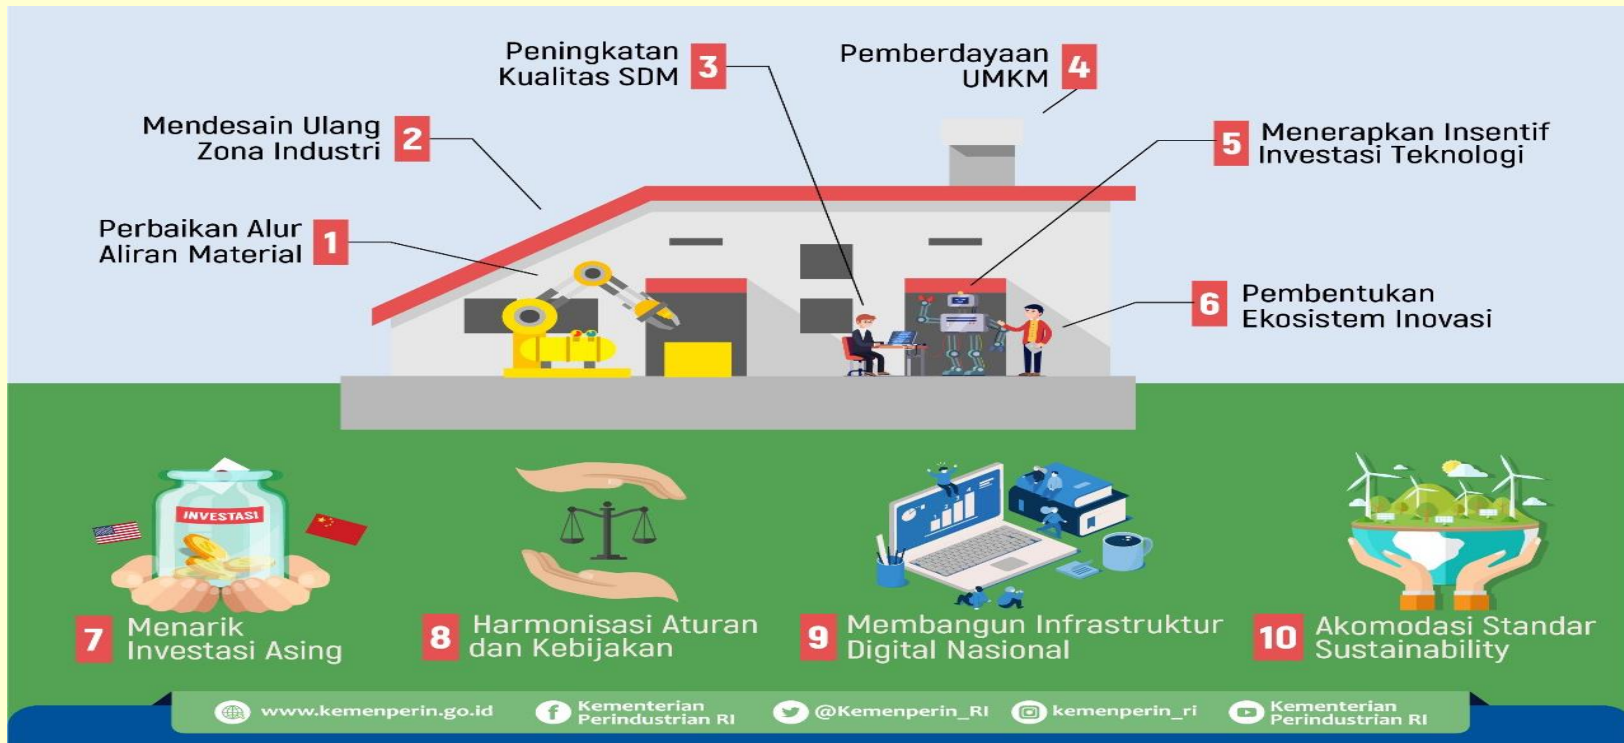 Perbaikan Alur
Aliran Material
1
Mendesain Ulang
Zona Industri
2
Peningkatan
Kualitas SDM
3
Pemberdayaan
UMKM
4
5
Menerapkan Insentif
Investasi Teknologi
6
Pembentukan
Ekosistem Inovasi
INVESTASI
7
Menarik
Investasi Asing
8
Harmonisasi Aturan
dan Kebijakan
9
Membangun Infrastruktur
Digital Nasional
10
Akomodasi Standar
Sustainability
www.kemenperin.go.id
Kementerian
Perindustrian RI
@Kemenperin_RI
kemenperin_ri
Kementerian
Perindustrian RI